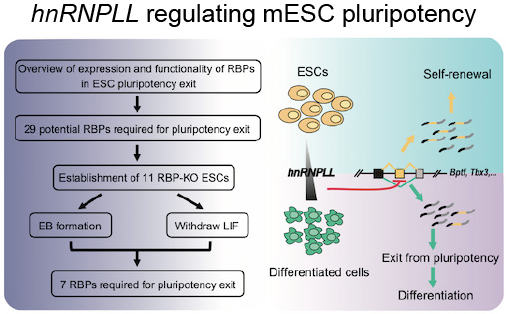 hnRNPLL regulating mESC pluripotency
Overview of expression and functionality of RBPs
in ESC pluripotency exit
29 potential RBPs required for pluripotency exit
Establishment of 11 RBP-KO ESCs
EB formation
Withdraw LIF
7 RBPs required for pluripotency exit
ESCs
Self-renewal
hnRNPLL
Bptf, Tbx3,...
Differentiated cells
Exit from pluripotency
Differentiation